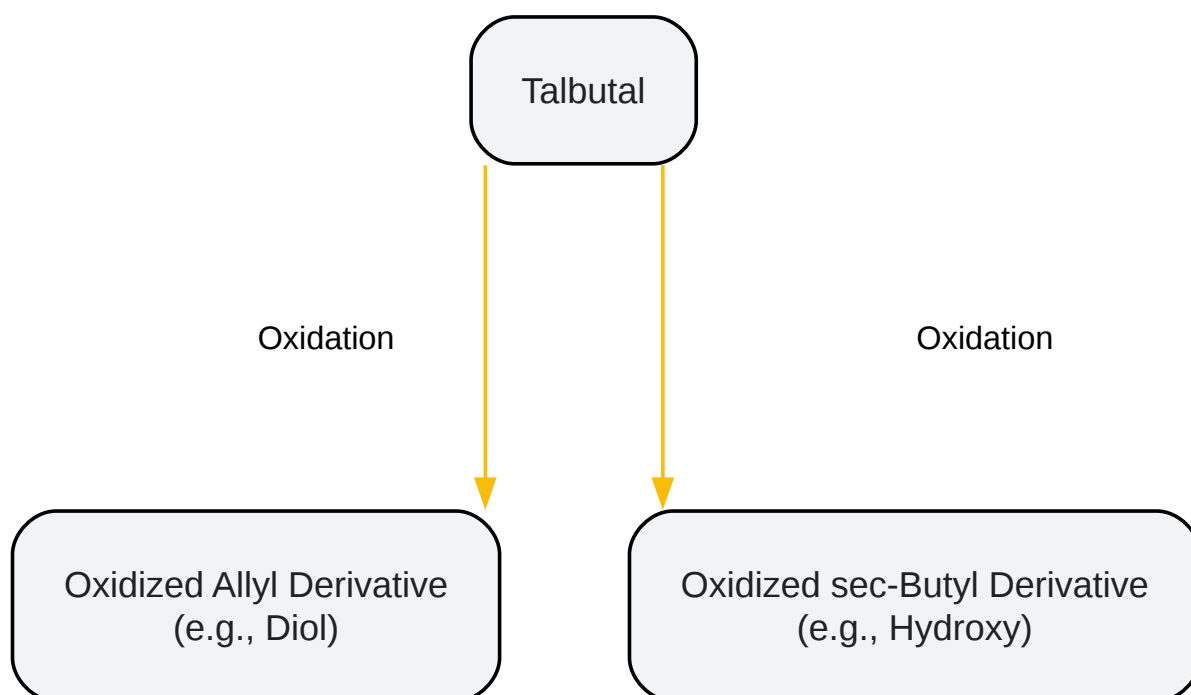 Talbutal
Oxidation
Oxidation
Oxidized Allyl Derivative
(e.g., Diol)
Oxidized sec-Butyl Derivative
(e.g., Hydroxy)